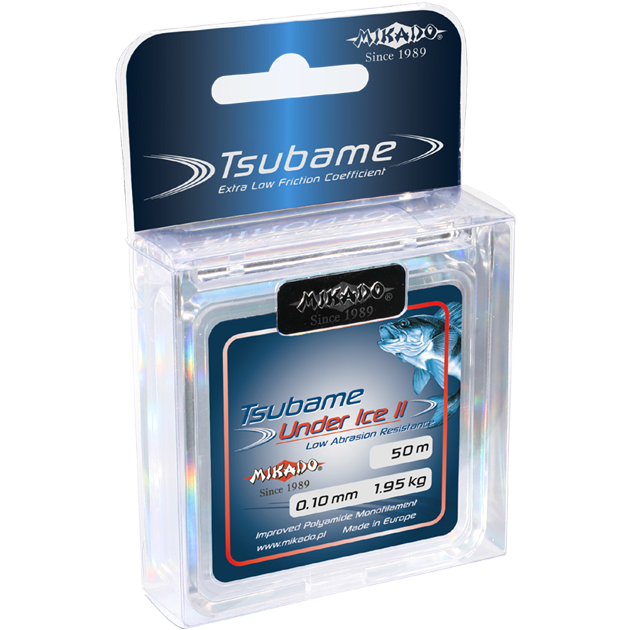 MIKADO
Since 1989
Tsubame
Extra Low Friction Coefficient
MIKADO
Since 1989
Tsubame
Under Ice II
Low Abrasion Resistance
50 m
MIKADO
Since 1989
0.10 mm 1.95 kg
Improved Polyamide Monofilament
www.mikado.pl Made in Europe